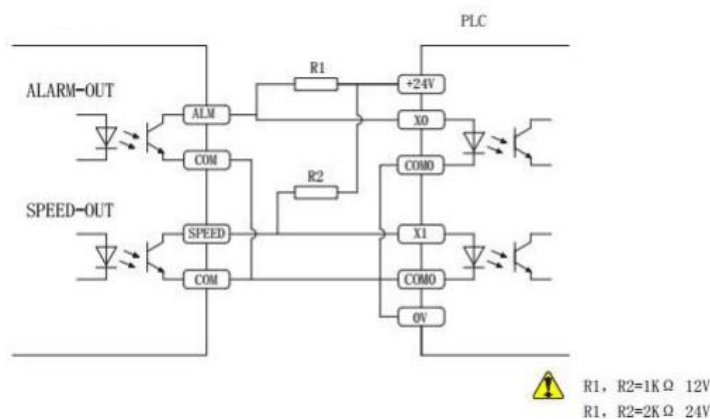 PLC
R1
+24V
ALARM-OUT
ALM
X0
COM
COM0
R2
SPEED-OUT
SPEED
X1
COM
COM0
0V
R1, R2=1KΩ 12V
R1, R2=2KΩ 24V